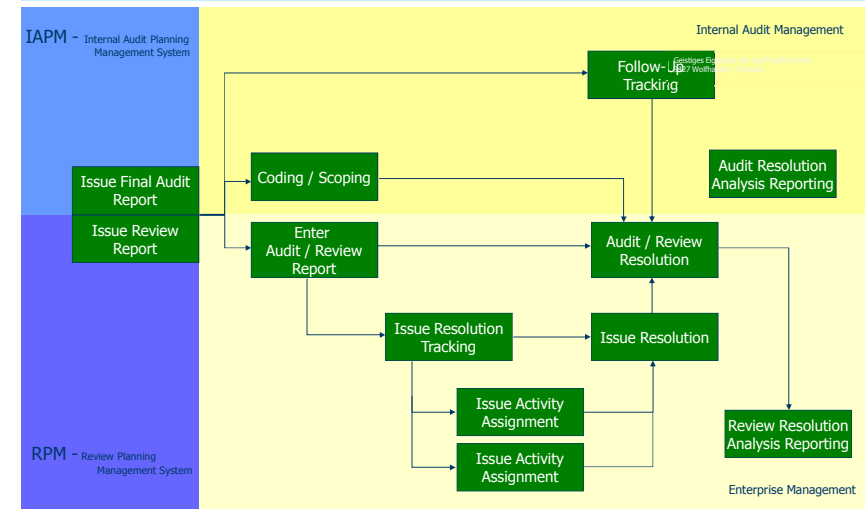 IAPM - Internal Audit Planning
Management System
Internal Audit Management
Follow-Up
Tracking
Geistiges
Audit Resolution
Analysis Reporting
Coding / Scoping
Issue Final Audit
Report
Issue Review
Report
Enter
Audit / Review
Report
Audit / Review
Resolution
Issue Resolution
Tracking
Issue Resolution
Issue Activity
Assignment
Issue Activity
Assignment
Review Resolution
Analysis Reporting
RPM - Review Planning
Management System
Enterprise Management